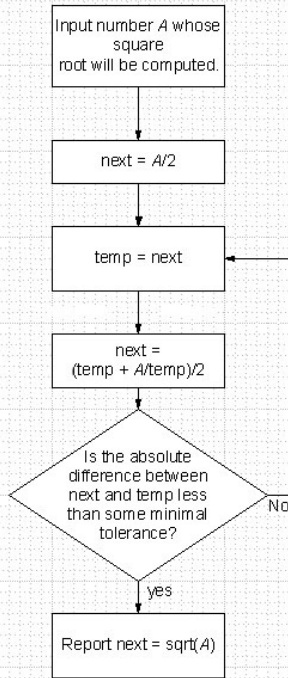 Input number A whose
square
root will be computed.
next = A/2
temp = next
next =
(temp + A/temp)/2
Is the absolute
difference between
next and temp less
than some minimal
tolerance?
No
yes
Report next = sqrt(A)